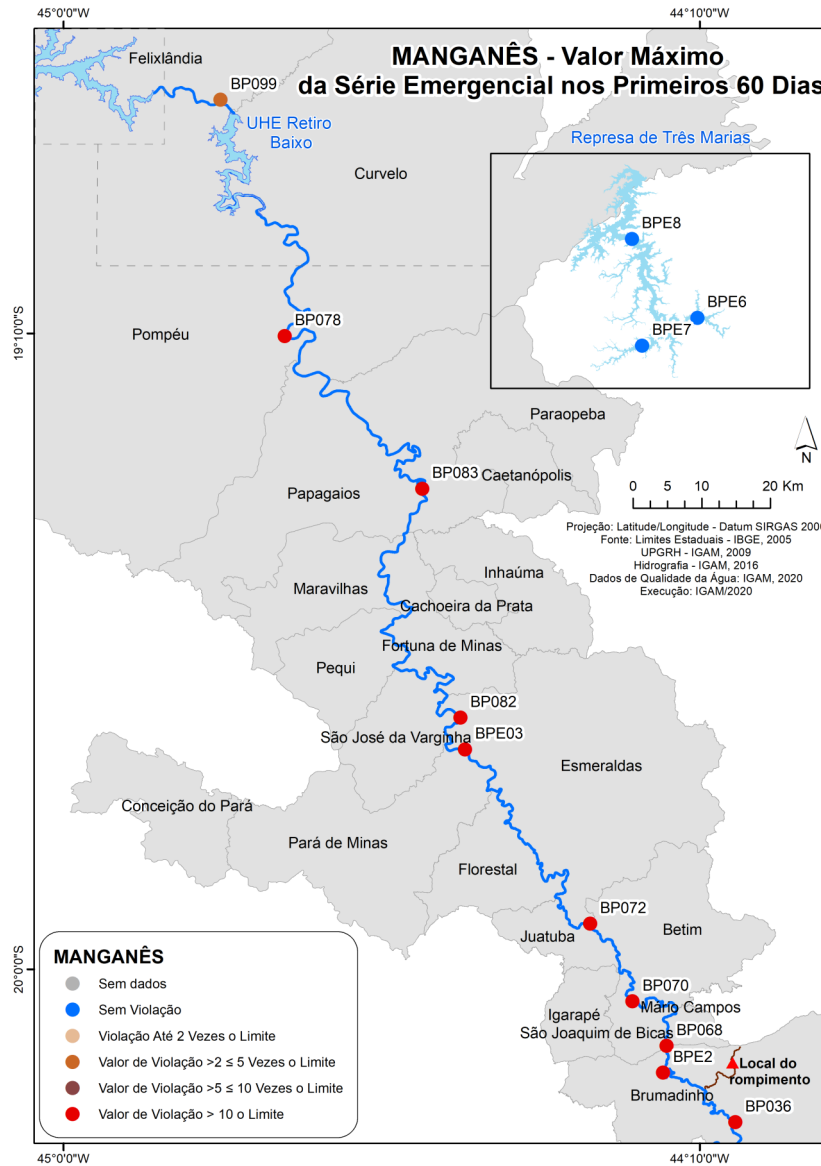 45°0'0"W
44°10'0"W
MANGANÊS - Valor Máximo
da Série Emergencial nos Primeiros 60 Dias
Felixlândia
BP099
UHE Retiro
Baixo
Represa de Três Marias
Curvelo
BPE8
BPE6
BPE7
19°10'0"S
Pompéu
BP078
Paraopeba
N
BP083
Caetanópolis
Papagaios
0 5 10 20 Km
Projeção: Latitude/Longitude - Datum SIRGAS 200
Fonte: Limites Estaduais - IBGE, 2005
UPGRH - IGAM, 2009
Hidrografia - IGAM, 2016
Dados de Qualidade da Água: IGAM, 2020
Execução: IGAM/2020
Inhaúma
Maravilhas
Cachoeira da Prata
Fortuna de Minas
Pequi
BP082
São José da Varginha
BPE03
Esmeraldas
Conceição do Pará
Pará de Minas
Florestal
BP072
Juatuba
Betim
20°0'0"S
BP070
Mário Campos
Igarapé
São Joaquim de Bicas
BP068
BPE2
Local do
rompimento
Brumadinho
BP036
MANGANÊS
Sem dados
Sem Violação
Violação Até 2 Vezes o Limite
Valor de Violação >2 ≤ 5 Vezes o Limite
Valor de Violação >5 ≤ 10 Vezes o Limite
Valor de Violação > 10 o Limite
45°0'0"W
44°10'0"W